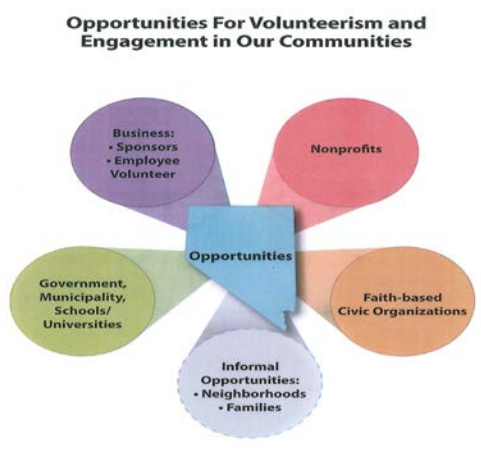 Opportunities For Volunteerism and
Engagement in Our Communities
Business:
• Sponsors
• Employee
Volunteer
Nonprofits
Opportunities
Government,
Municipality,
Schools/
Universities
Faith-based
Civic Organizations
Informal
Opportunities:
• Neighborhoods
• Families